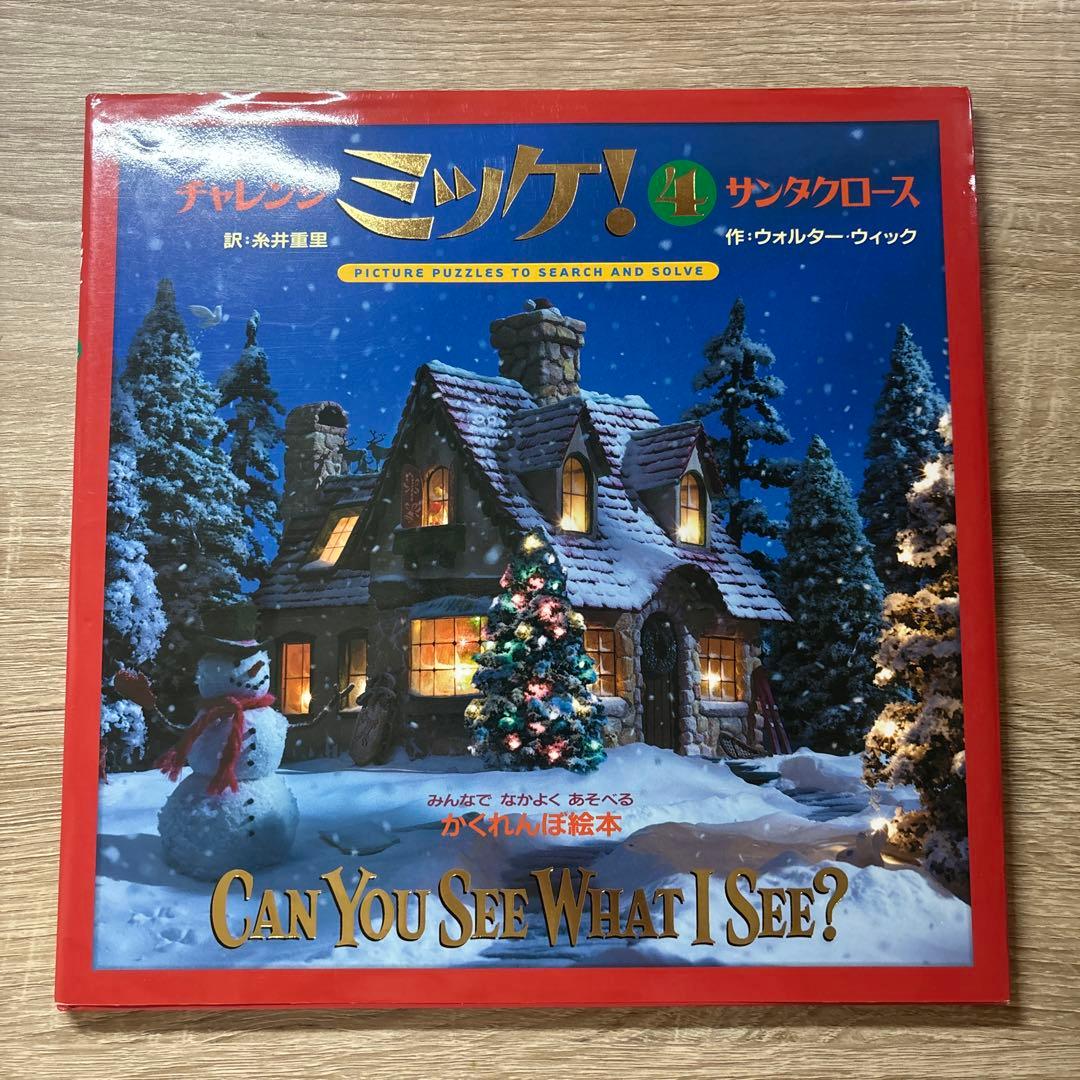 チャレンジ ミッケ! 4 サンタクロース
訳：糸井重里
作：ウォルター・ウィック
PICTURE PUZZLES TO SEARCH AND SOLVE
みんなで なかよく あそべる
かくれんぼ絵本
CAN YOU SEE WHAT I SEE?